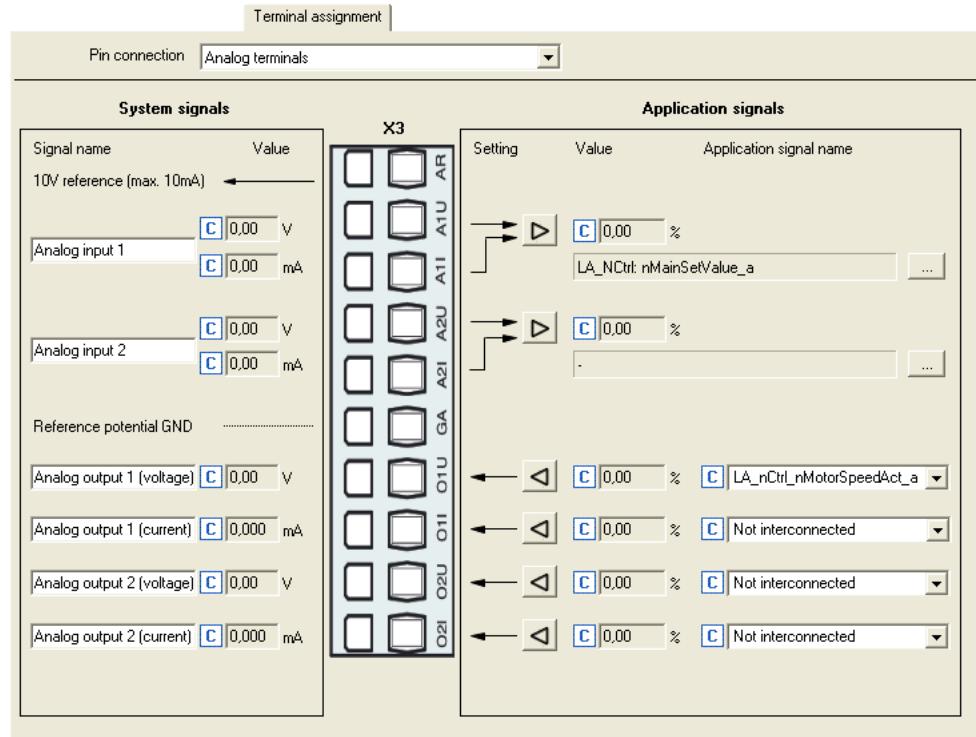 Terminal assignment
Pin connection Analog terminals
System signals X3 Application signals
Signal name Value Setting Value Application signal name
10V reference (max. 10mA) AR
Analog input 1 C 0,00 V A1U C 0,00 %
C 0,00 mA A1I LA_NCtrl: nMainSetValue_a ...
Analog input 2 C 0,00 V A2U C 0,00 %
C 0,00 mA A2I - ...
Reference potential GND GA
Analog output 1 (voltage) C 0,00 V O1U C 0,00 % C LA_nCtrl_nMotorSpeedAct_a
Analog output 1 (current) C 0,000 mA O1I C 0,00 % C Not interconnected
Analog output 2 (voltage) C 0,00 V O2U C 0,00 % C Not interconnected
Analog output 2 (current) C 0,000 mA O2I C 0,00 % C Not interconnected